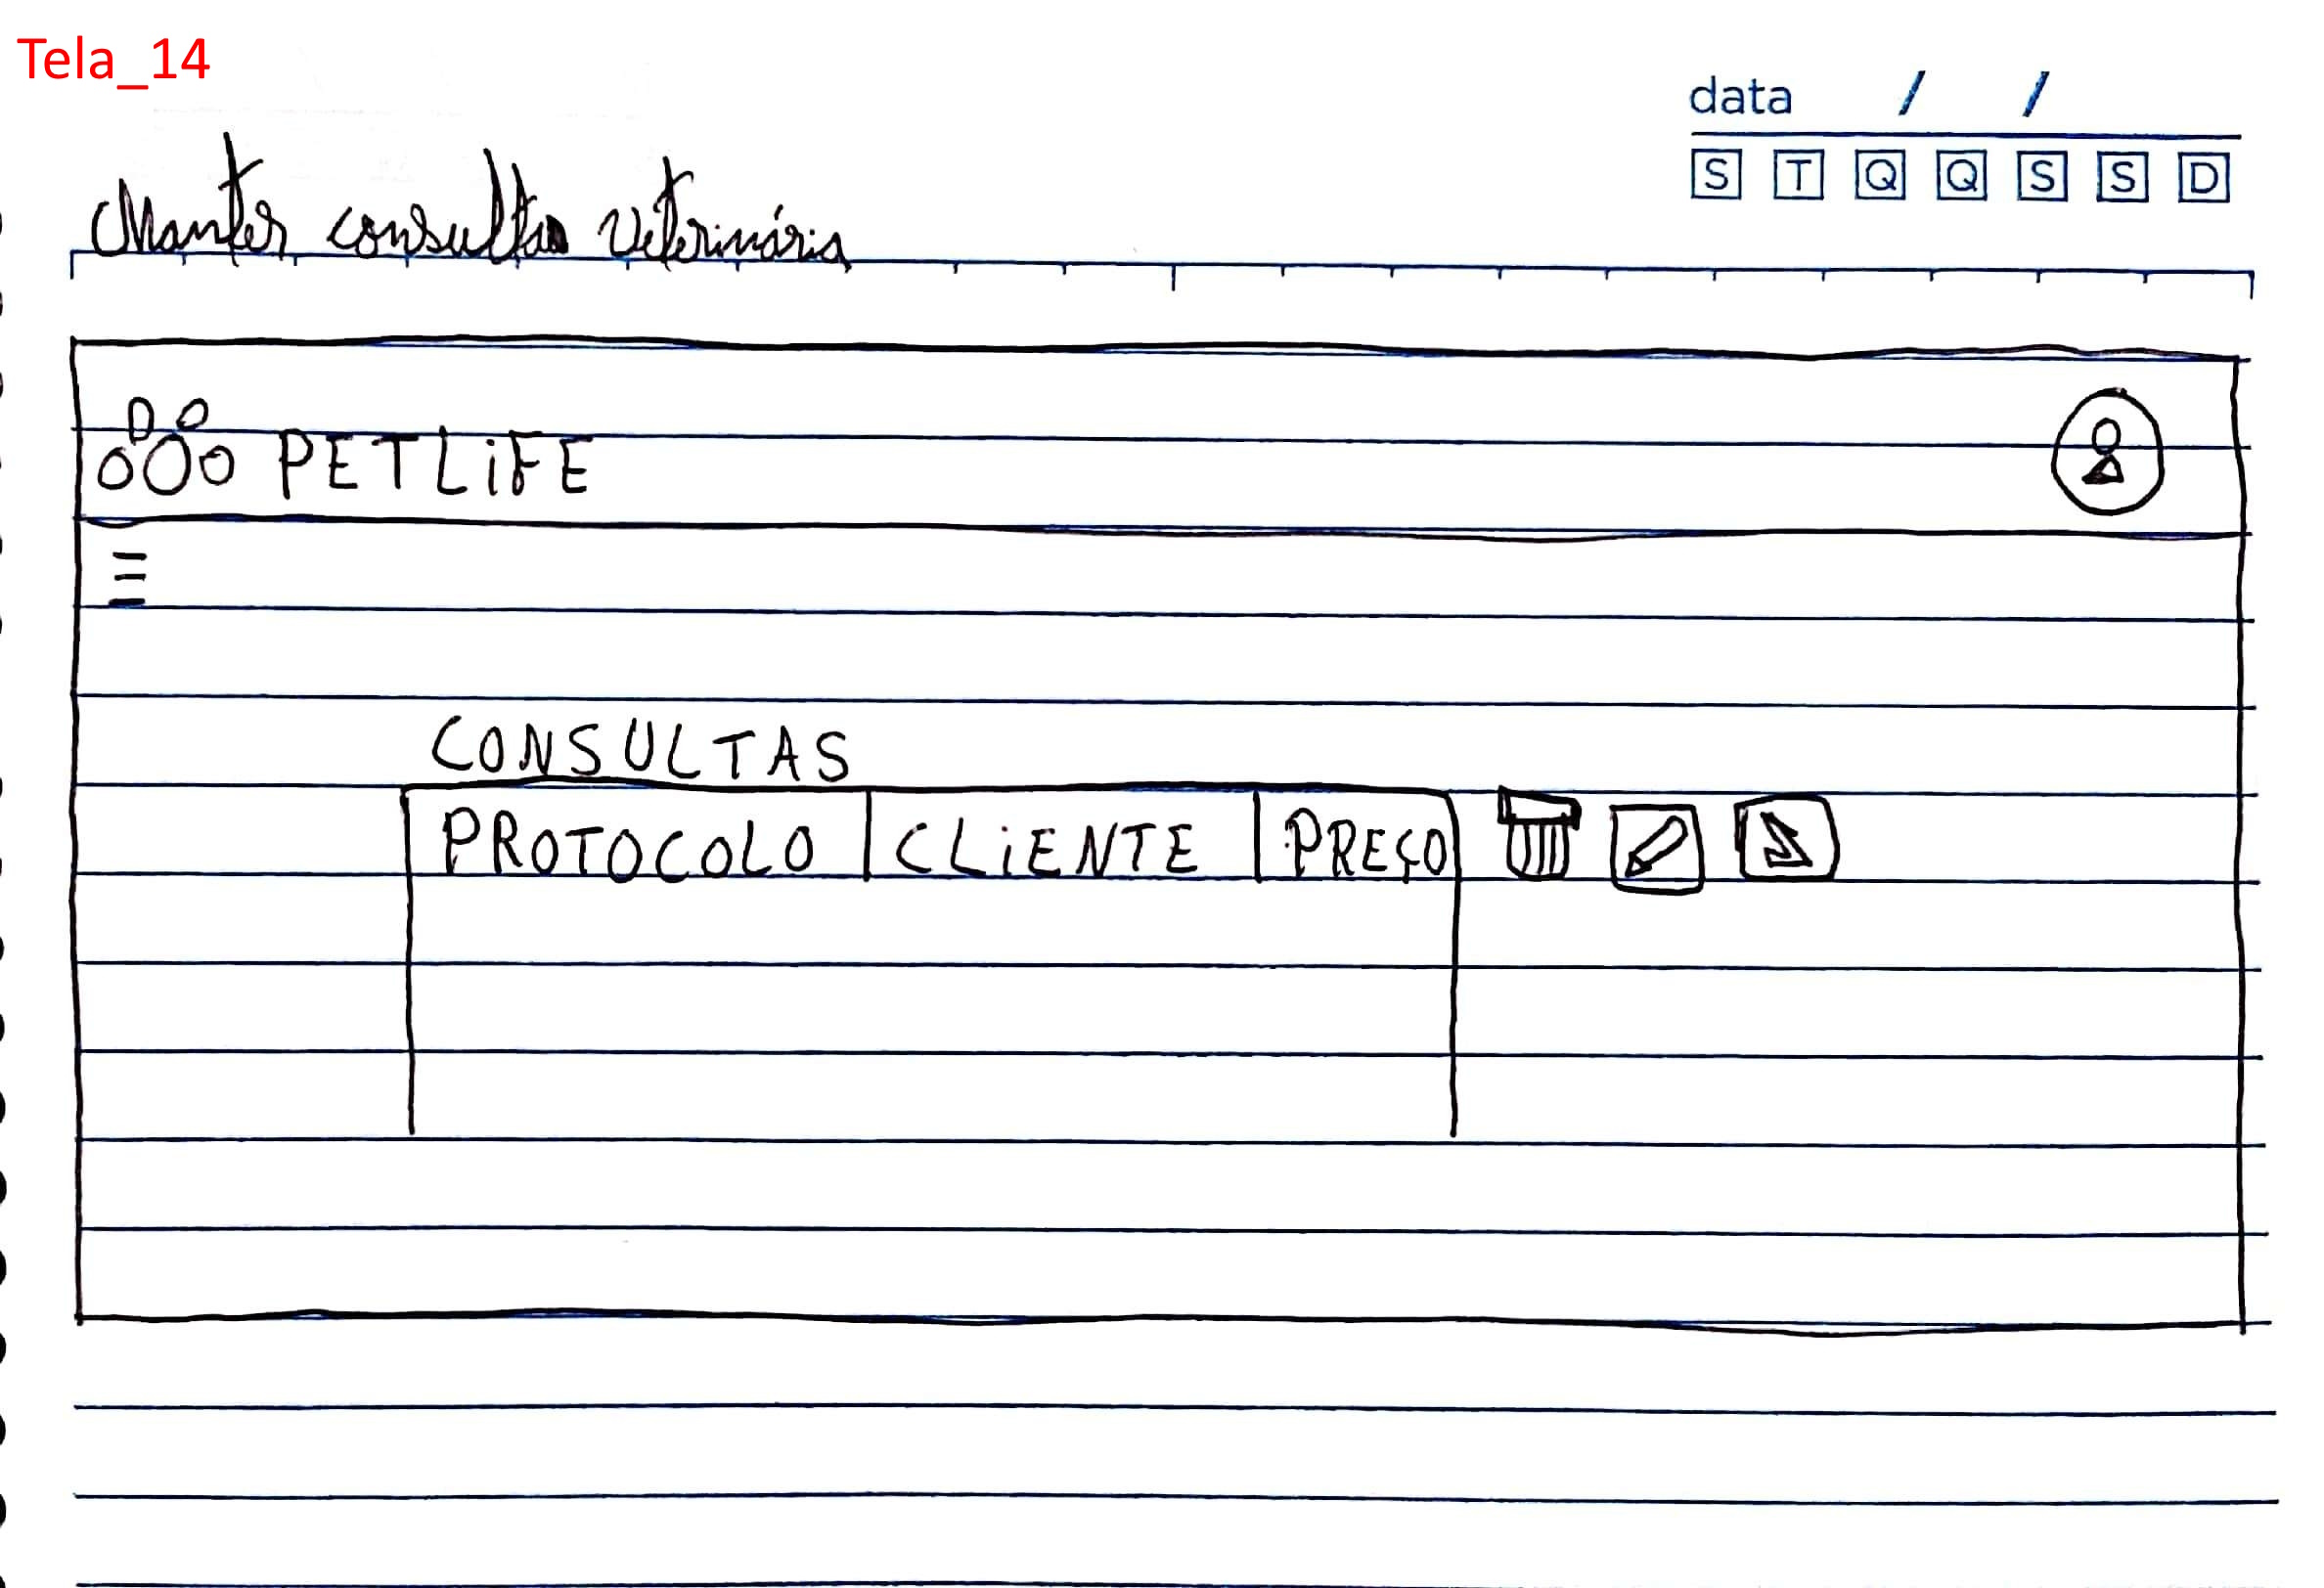 Tela_14
data / /
S T Q Q S S D
Manter consulta veterinária
PETLiFE
CONSULTAS
PROTOCOLO CLiENTE PREÇO